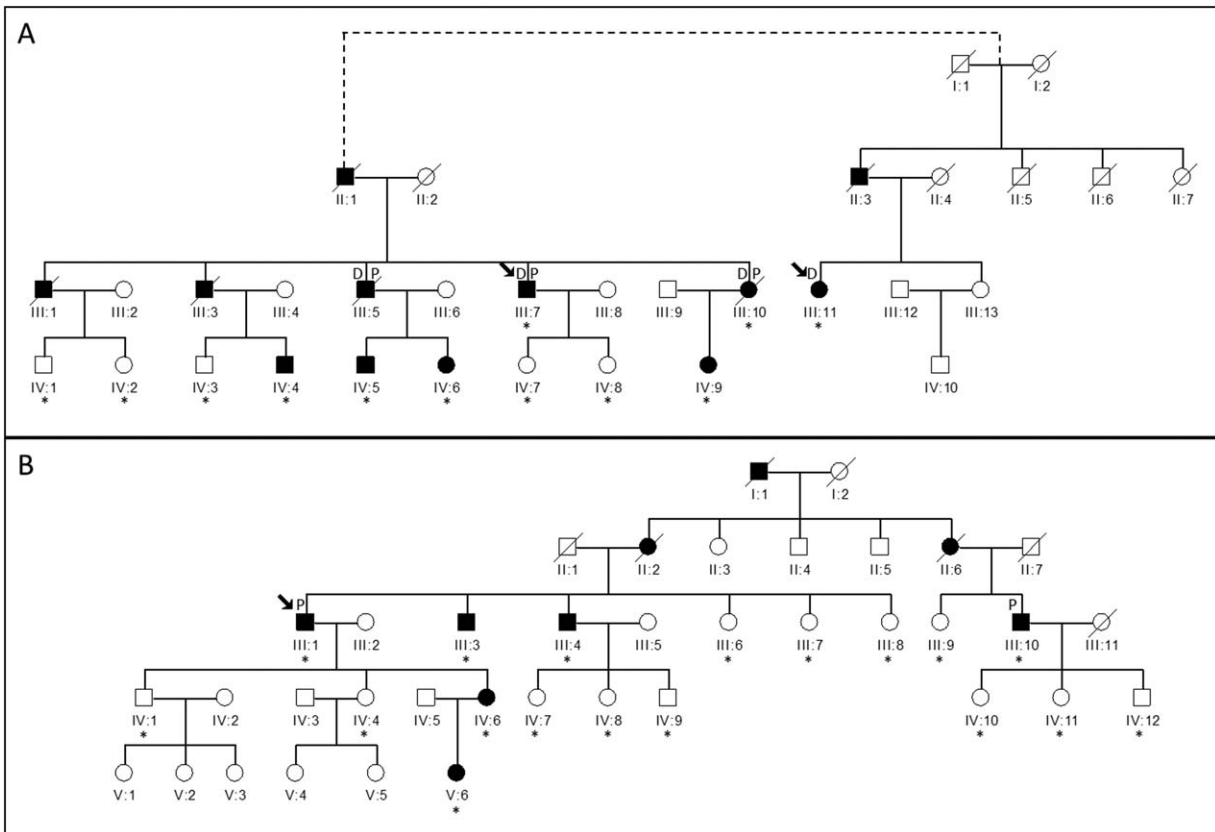 A
I:1 I:2
II:1 II:2 II:3 II:4 II:5 II:6 II:7
D P D P D P D
III:1 III:2 III:3 III:4 III:5 III:6 III:7 III:8 III:9 III:10 III:11 III:12 III:13
* * *
IV:1 IV:2 IV:3 IV:4 IV:5 IV:6 IV:7 IV:8 IV:9 IV:10
* * * * * * * * *
B
I:1 I:2
II:1 II:2 II:3 II:4 II:5 II:6 II:7
P P
III:1 III:2 III:3 III:4 III:5 III:6 III:7 III:8 III:9 III:10 III:11
* * * * * * * *
IV:1 IV:2 IV:3 IV:4 IV:5 IV:6 IV:7 IV:8 IV:9 IV:10 IV:11 IV:12
* * * * * * * * *
V:1 V:2 V:3 V:4 V:5 V:6
*